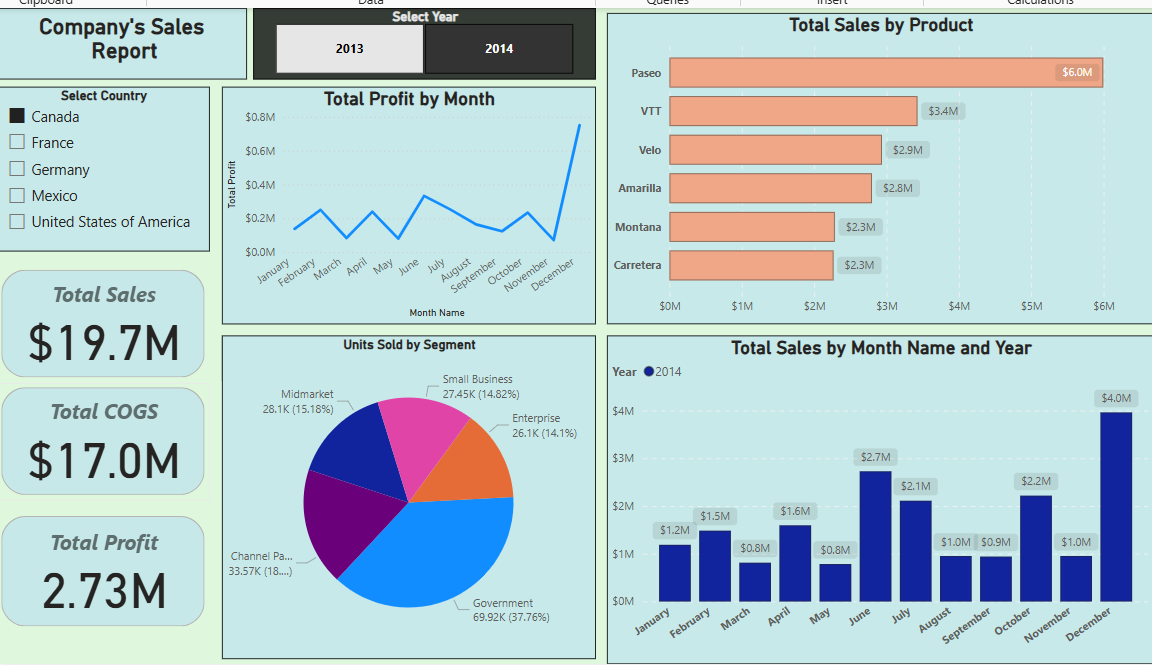 Clipboard
Data
Queries
Insert
Calculations
Company's Sales
Report
Select Year
2013
2014
Select Country
Canada
France
Germany
Mexico
United States of America
Total Sales
$19.7M
Total COGS
$17.0M
Total Profit
2.73M
Total Profit by Month
Total Profit
$0.8M
$0.6M
$0.4M
$0.2M
$0.0M
January
February
March
April
May
June
July
August
September
October
November
December
Month Name
Units Sold by Segment
Small Business
27.45K (14.82%)
Midmarket
28.1K (15.18%)
Enterprise
26.1K (14.1%)
Channel Pa...
33.57K (18....)
Government
69.92K (37.76%)
Total Sales by Product
Paseo $6.0M
VTT $3.4M
Velo $2.9M
Amarilla $2.8M
Montana $2.3M
Carretera $2.3M
$0M $1M $2M $3M $4M $5M $6M
Total Sales by Month Name and Year
Year 2014
$4M
$3M
$2M
$1M
$0M
$1.2M
$1.5M
$0.8M
$1.6M
$0.8M
$2.7M
$2.1M
$1.0M
$0.9M
$2.2M
$1.0M
$4.0M
January
February
March
April
May
June
July
August
September
October
November
December